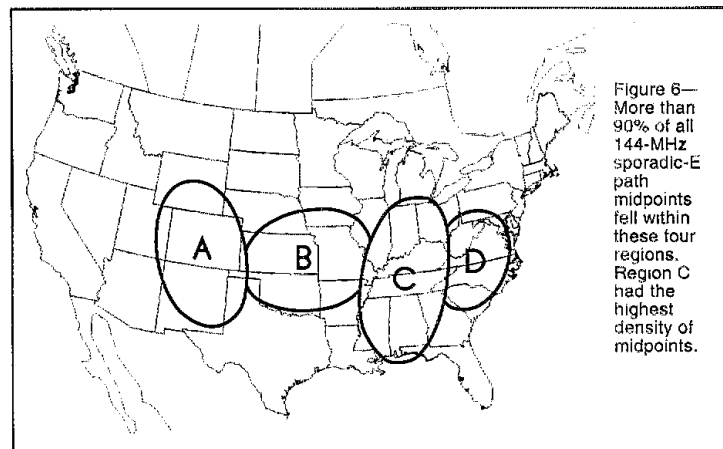 A
B
C
D
Figure 6—
More than
90% of all
144-MHz
sporadic-E
path
midpoints
fell within
these four
regions.
Region C
had the
highest
density of
midpoints.